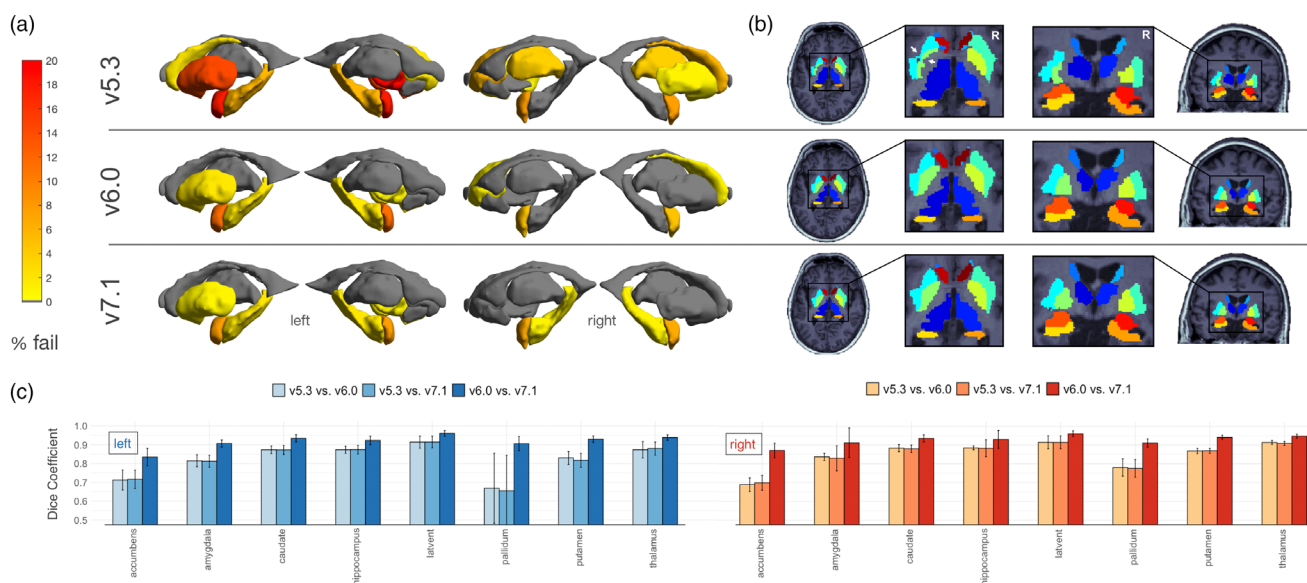 (a)
(b)
20
18
16
14
12
10
8
6
4
2
0
% fail
v5.3
v6.0
v7.1
left
right
R
R
(c)
v5.3 vs. v6.0 v5.3 vs. v7.1 v6.0 vs. v7.1
v5.3 vs. v6.0 v5.3 vs. v7.1 v6.0 vs. v7.1
Dice Coefficient
1.0
0.9
0.8
0.7
0.6
0.5
left
right
accumbens
amygdala
caudate
hippocampus
latvent
pallidum
putamen
thalamus
accumbens
amygdala
caudate
hippocampus
latvent
pallidum
putamen
thalamus